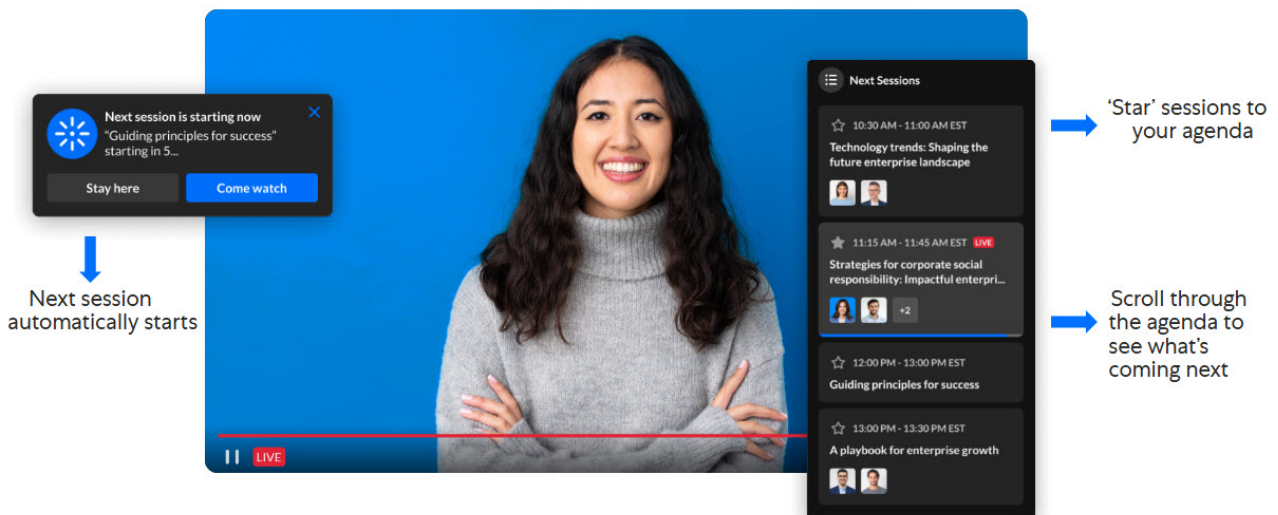 Next session is starting now
"Guiding principles for success"
starting in 5...
Stay here
Come watch
Next session
automatically starts
LIVE
Next Sessions
10:30 AM - 11:00 AM EST
Technology trends: Shaping the
future enterprise landscape
11:15 AM - 11:45 AM EST LIVE
Strategies for corporate social
responsibility: Impactful enterpri...
+2
12:00 PM - 13:00 PM EST
Guiding principles for success
13:00 PM - 13:30 PM EST
A playbook for enterprise growth
‘Star’ sessions to
your agenda
Scroll through
the agenda to
see what's
coming next